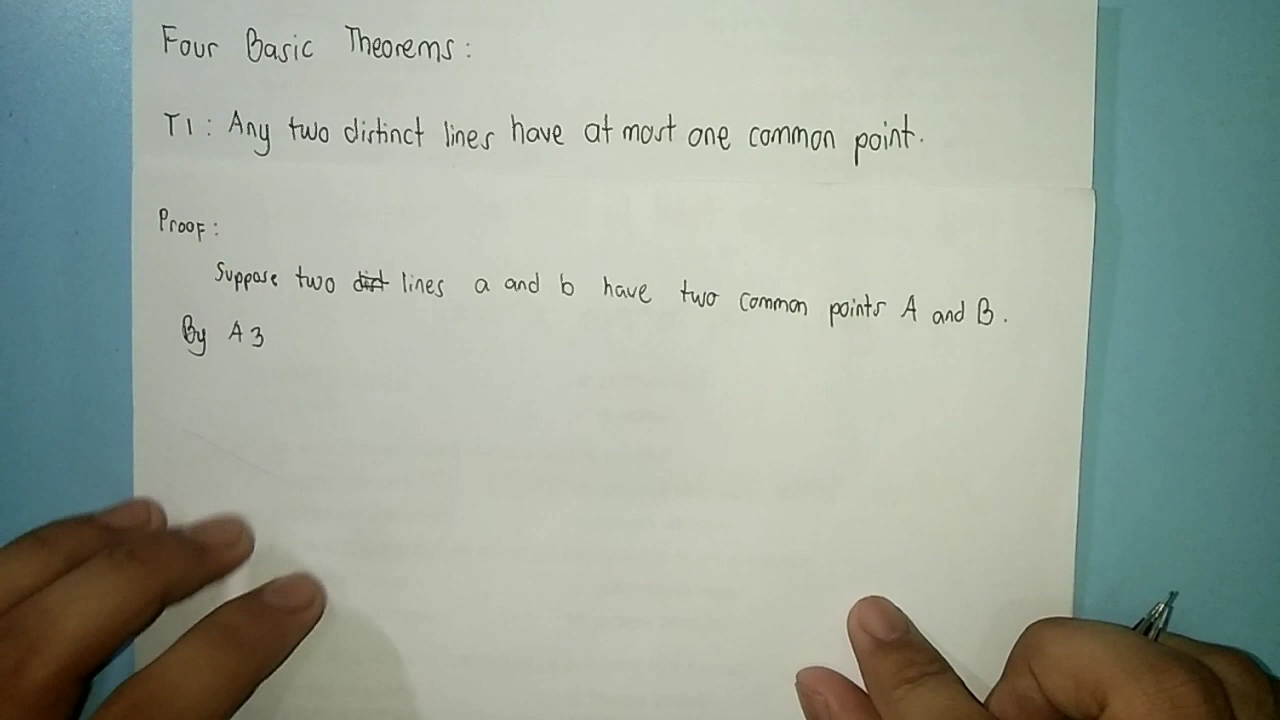 Four Basic Theorems:
T1: Any two distinct lines have at most one common point.
Proof:
Suppose two dist lines a and b have two common points A and B.
By A3